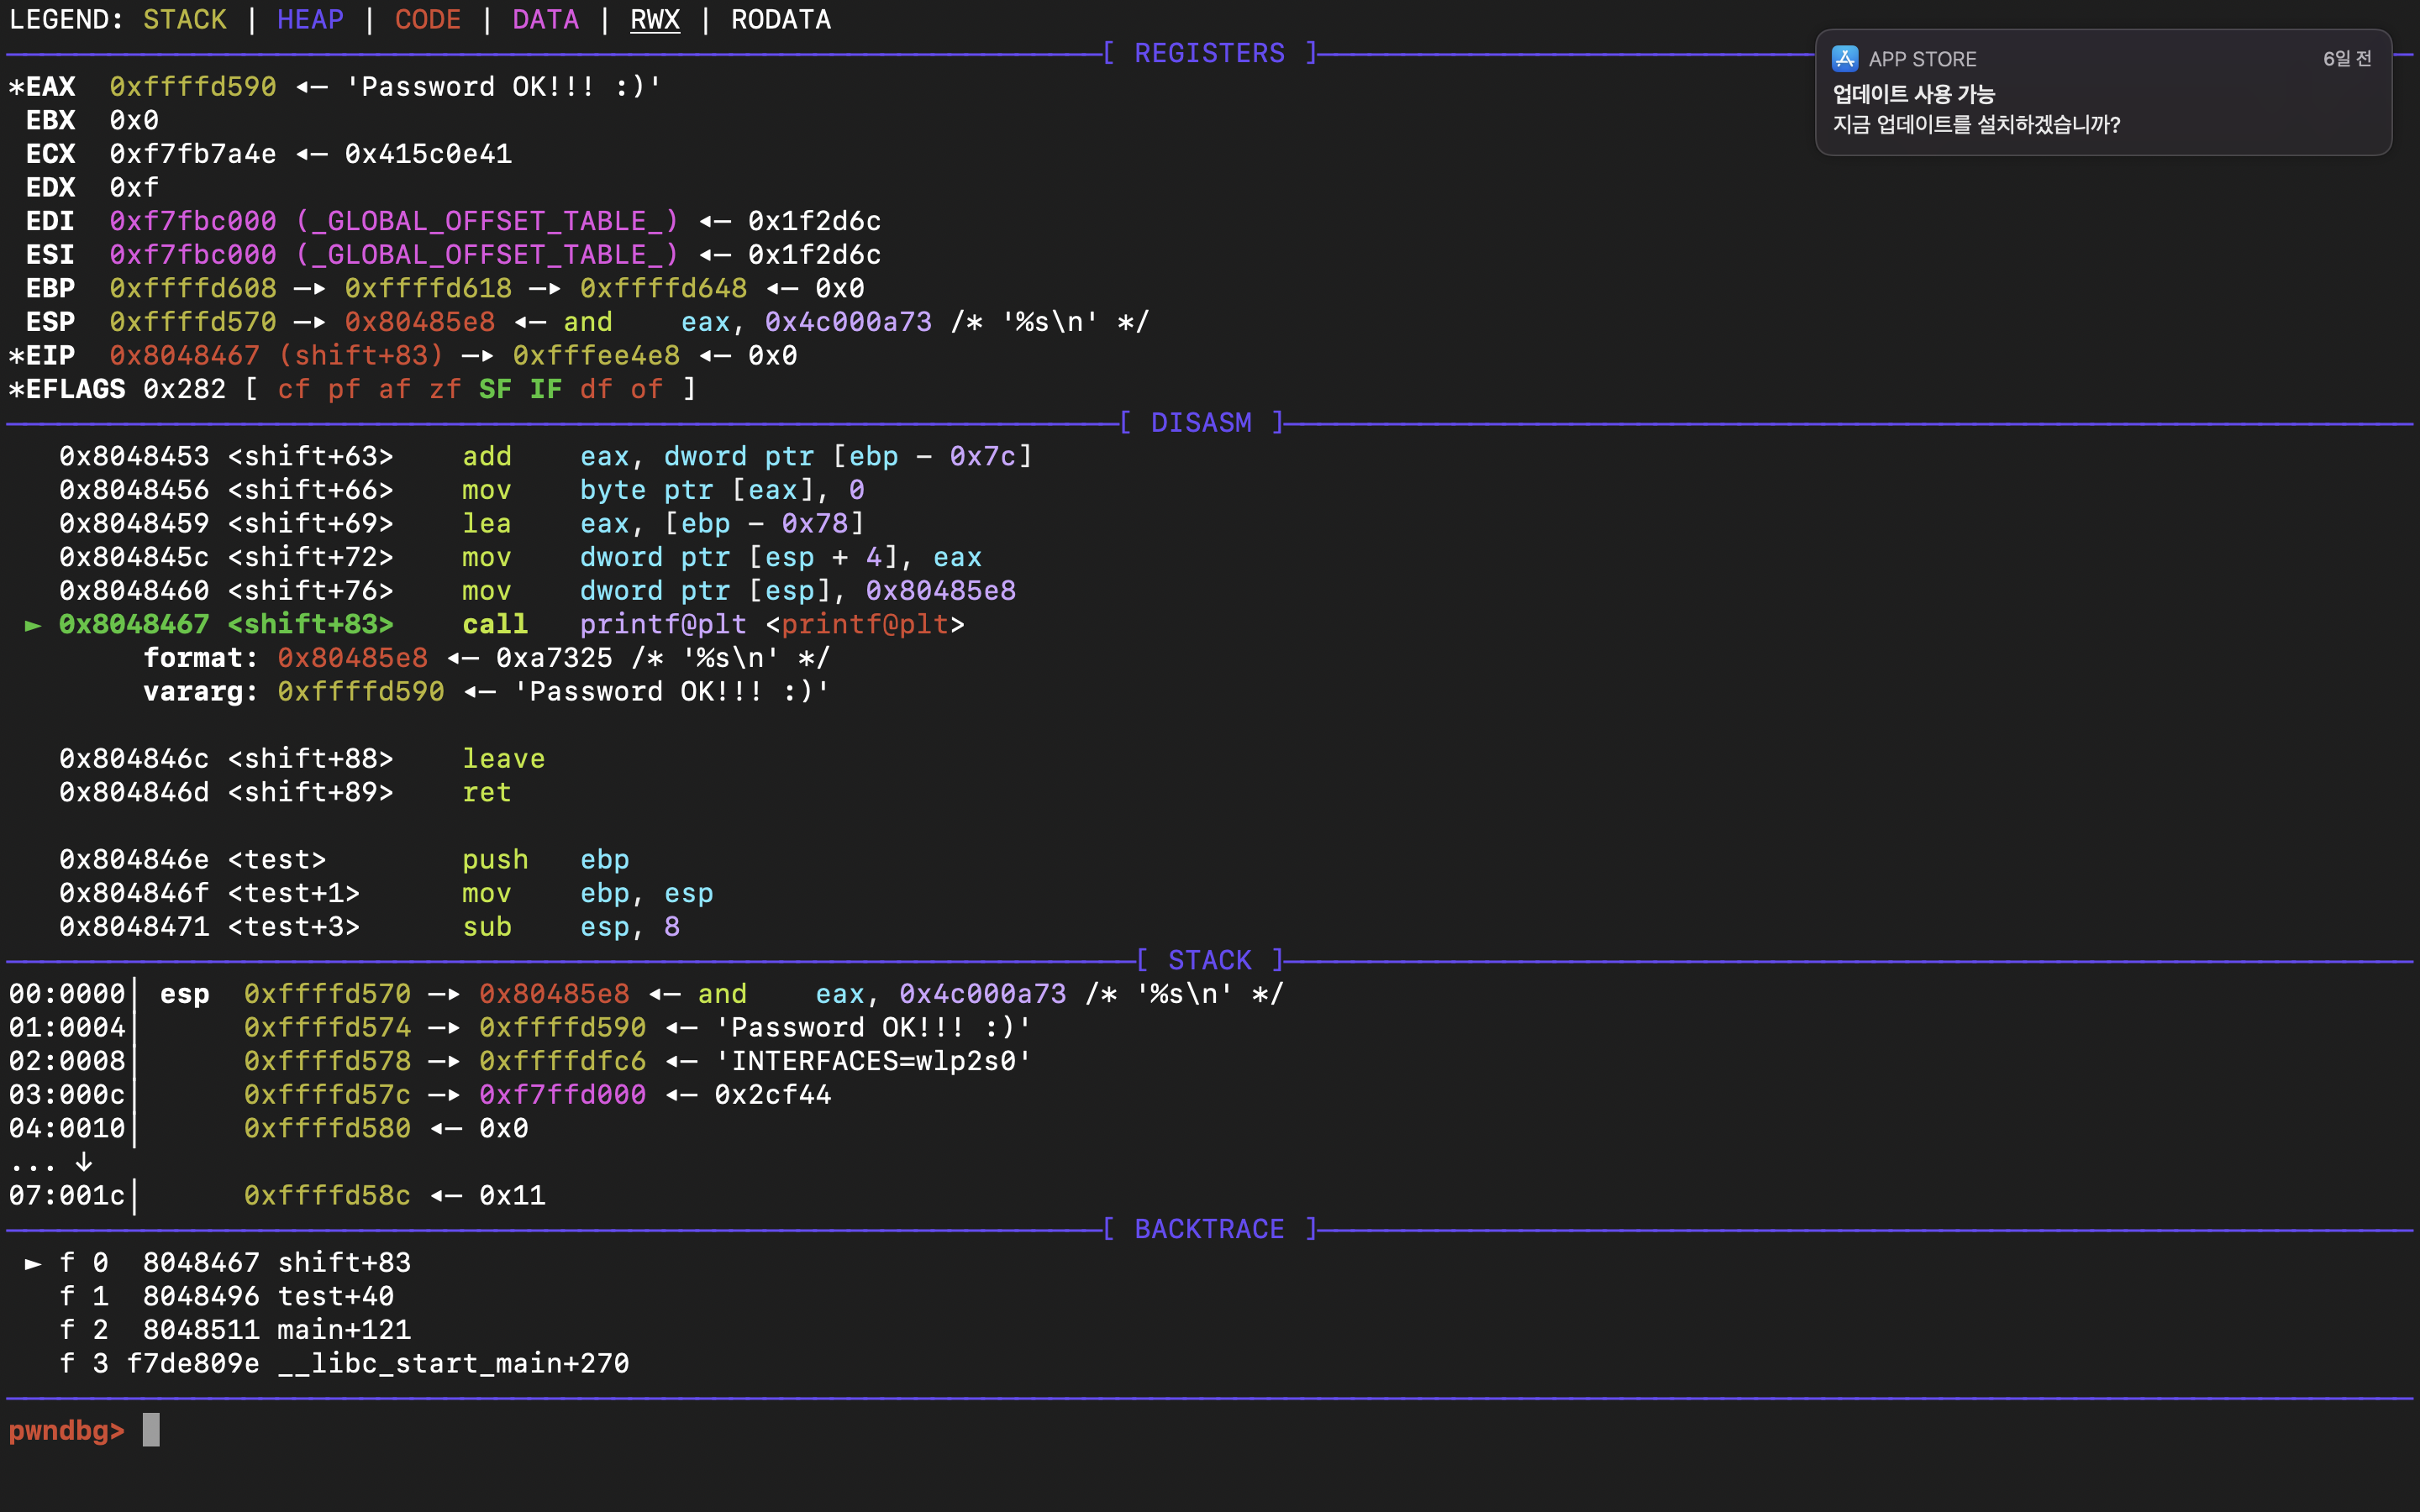 LEGEND: STACK | HEAP | CODE | DATA | RWX | RODATA
[ REGISTERS ]
*EAX  0xffffd590 ◂— 'Password OK!!! :)'
 EBX  0x0
 ECX  0xf7fb7a4e ◂— 0x415c0e41
 EDX  0xf
 EDI  0xf7fbc000 (_GLOBAL_OFFSET_TABLE_) ◂— 0x1f2d6c
 ESI  0xf7fbc000 (_GLOBAL_OFFSET_TABLE_) ◂— 0x1f2d6c
 EBP  0xffffd608 —▸ 0xffffd618 —▸ 0xffffd648 ◂— 0x0
 ESP  0xffffd570 —▸ 0x80485e8 ◂— and    eax, 0x4c000a73 /* '%s\n' */
*EIP  0x8048467 (shift+83) —▸ 0xfffee4e8 ◂— 0x0
*EFLAGS 0x282 [ cf pf af zf SF IF df of ]
APP STORE 6일 전
업데이트 사용 가능
지금 업데이트를 설치하겠습니까?
[ DISASM ]
   0x8048453 <shift+63>    add    eax, dword ptr [ebp - 0x7c]
   0x8048456 <shift+66>    mov    byte ptr [eax], 0
   0x8048459 <shift+69>    lea    eax, [ebp - 0x78]
   0x804845c <shift+72>    mov    dword ptr [esp + 4], eax
   0x8048460 <shift+76>    mov    dword ptr [esp], 0x80485e8
 ► 0x8048467 <shift+83>    call   printf@plt <printf@plt>
        format: 0x80485e8 ◂— 0xa7325 /* '%s\n' */
        vararg: 0xffffd590 ◂— 'Password OK!!! :)'
   0x804846c <shift+88>    leave
   0x804846d <shift+89>    ret
   0x804846e <test>        push   ebp
   0x804846f <test+1>      mov    ebp, esp
   0x8048471 <test+3>      sub    esp, 8
[ STACK ]
00:0000│ esp  0xffffd570 —▸ 0x80485e8 ◂— and    eax, 0x4c000a73 /* '%s\n' */
01:0004│      0xffffd574 —▸ 0xffffd590 ◂— 'Password OK!!! :)'
02:0008│      0xffffd578 —▸ 0xffffdfc6 ◂— 'INTERFACES=wlp2s0'
03:000c│      0xffffd57c —▸ 0xf7ffd000 ◂— 0x2cf44
04:0010│      0xffffd580 ◂— 0x0
... ↓
07:001c│      0xffffd58c ◂— 0x11
[ BACKTRACE ]
 ► f 0  8048467 shift+83
   f 1  8048496 test+40
   f 2  8048511 main+121
   f 3 f7de809e __libc_start_main+270
pwndbg>